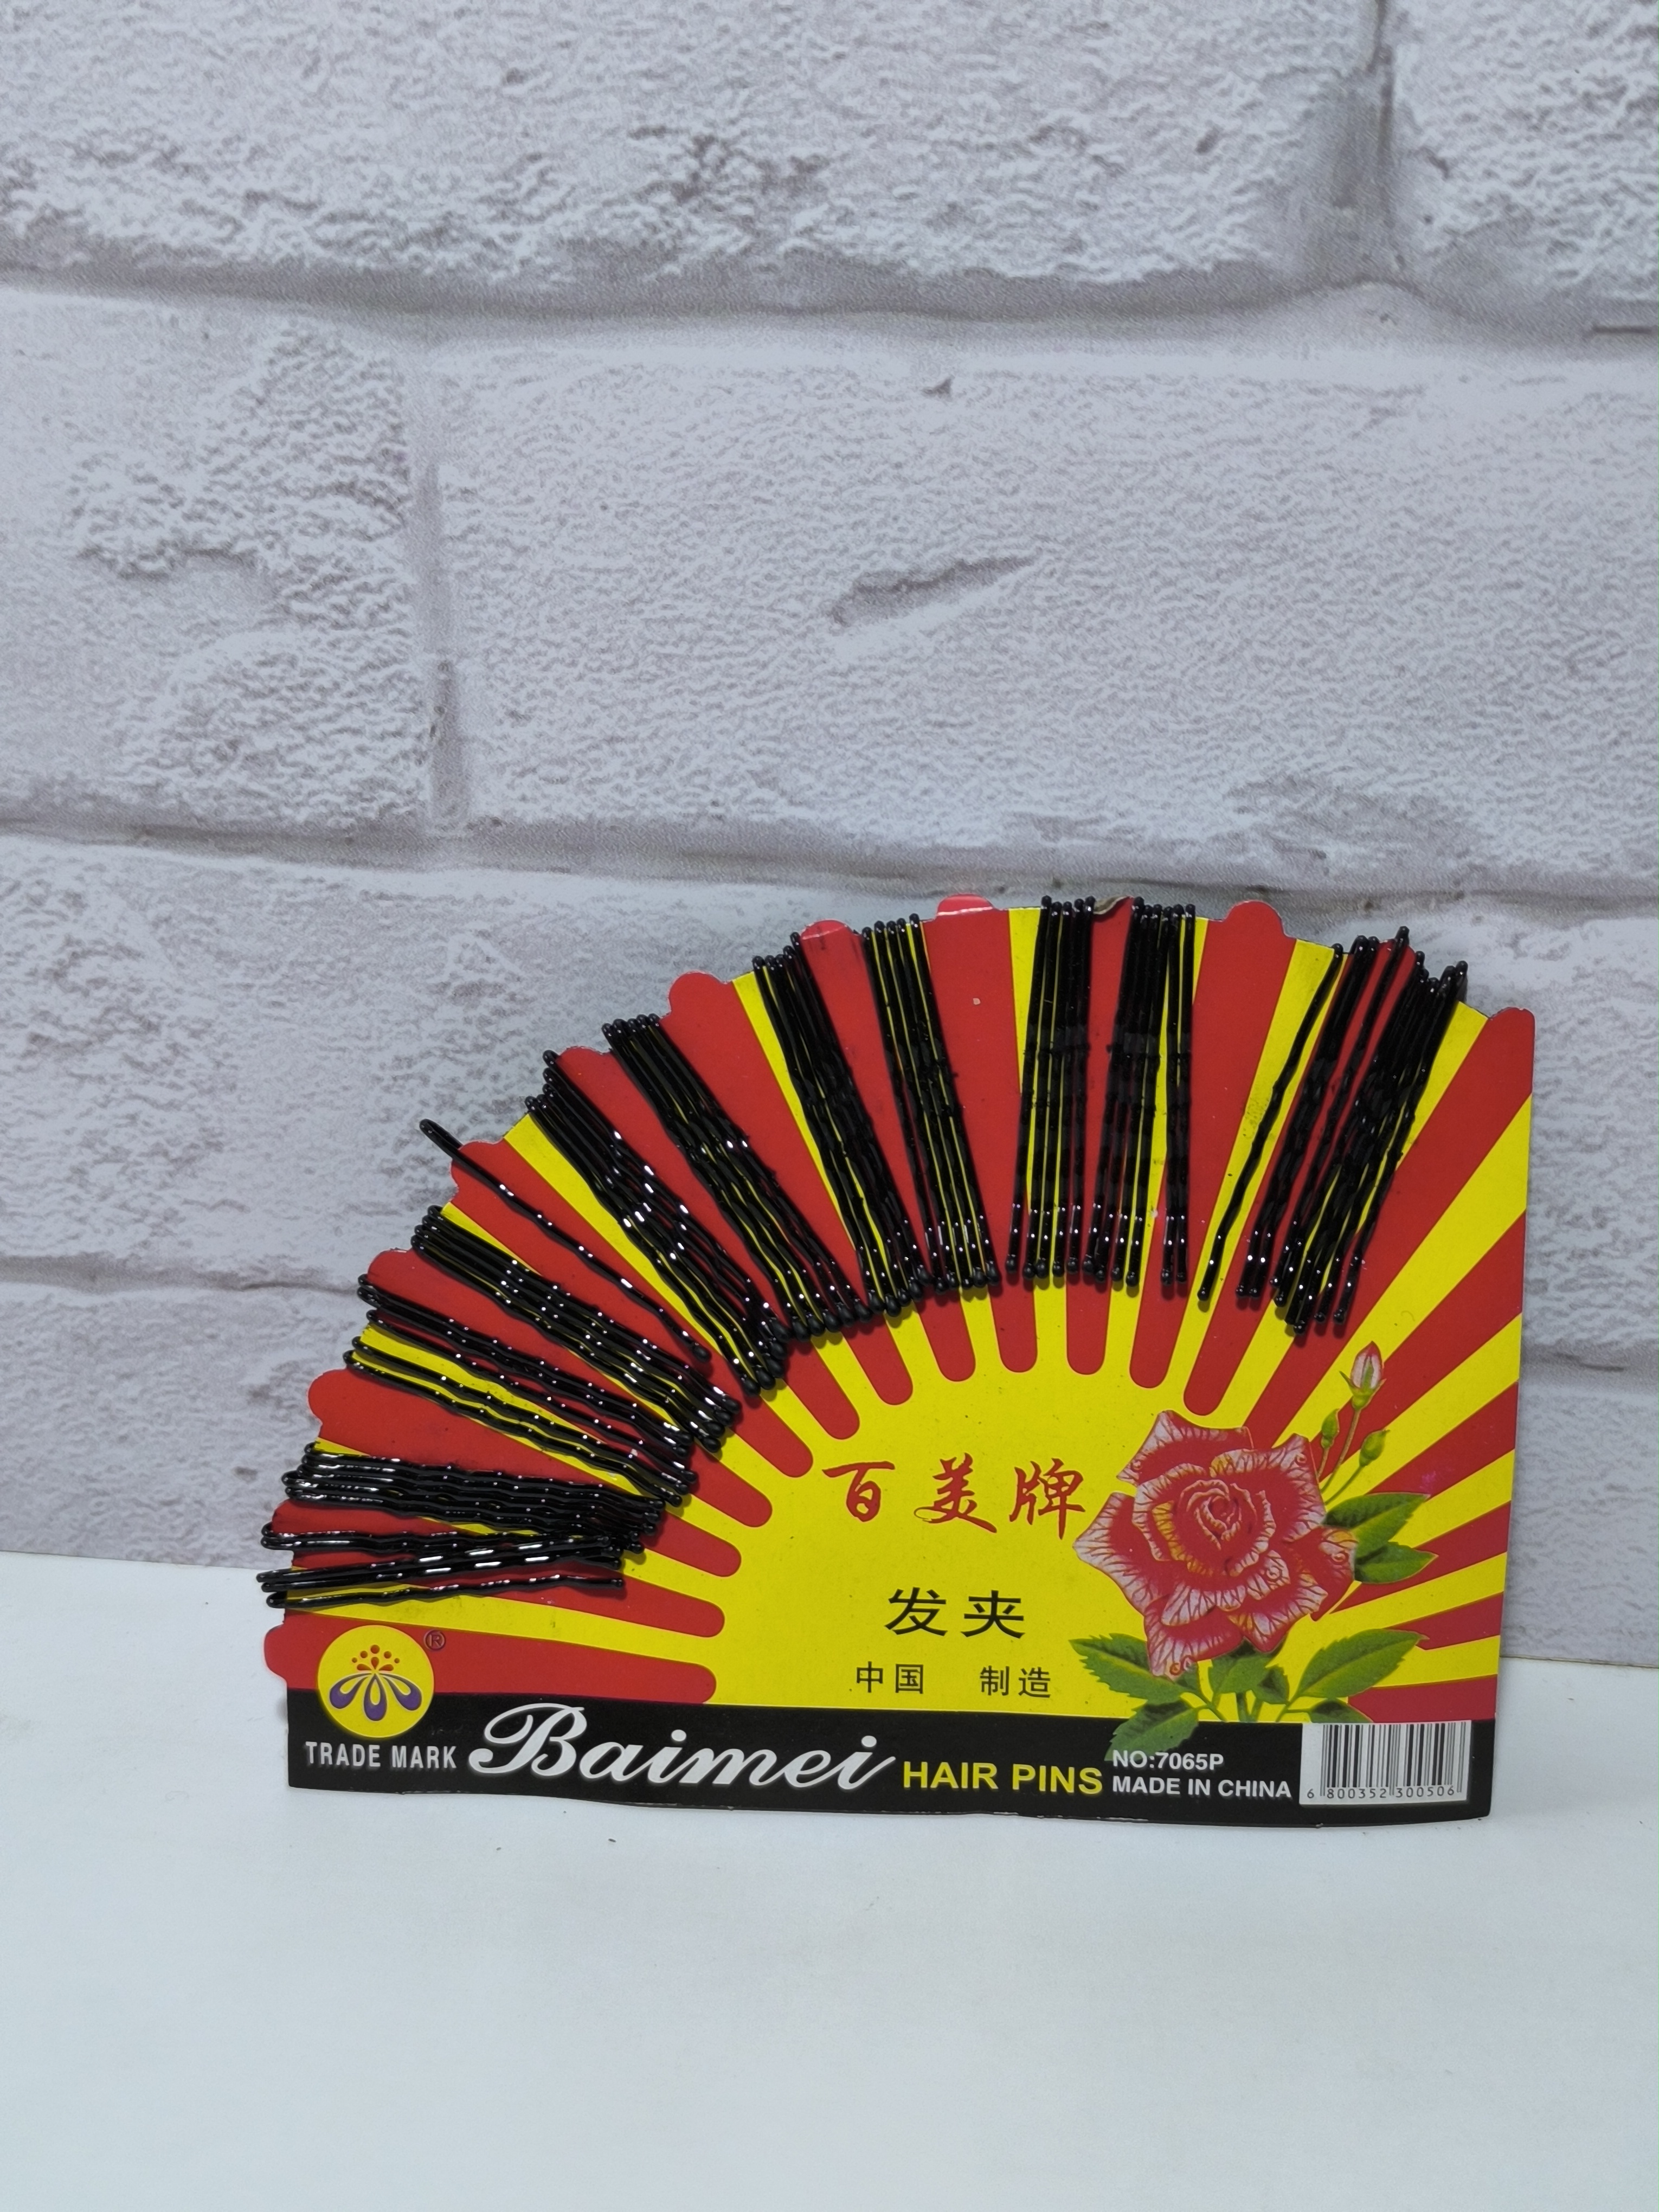 百美牌
发夹
中国 制造
®
TRADE MARK Baimei HAIR PINS
NO:7065P
MADE IN CHINA
6 800352 300506